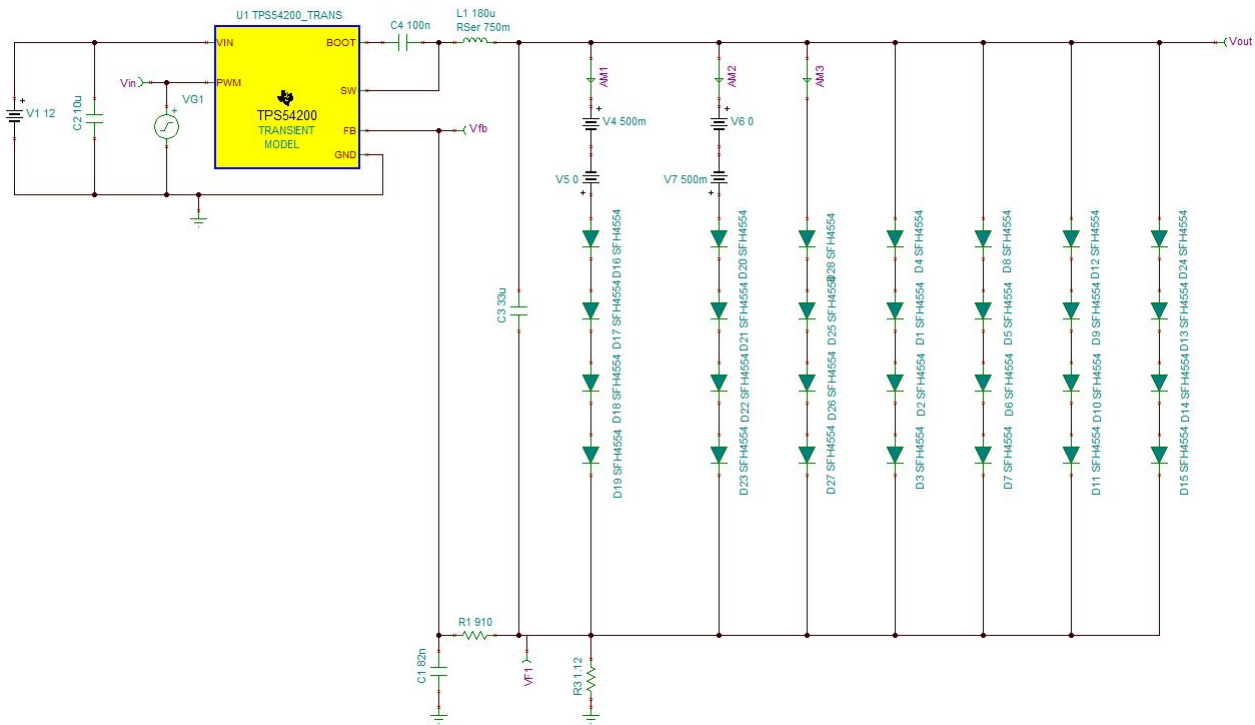 U1 TPS54200_TRANS
VIN
BOOT
C4 100n
L1 180u
RSer 750m
Vout
Vin
PWM
VG1
SW
V1 12
C2 10u
TPS54200
TRANSIENT
MODEL
FB
Vfb
GND
AM1
AM2
AM3
V4 500m
V6 0
V5 0
V7 500m
C3 33u
D16 SFH4554
D20 SFH4554
D28 SFH4554
D4 SFH4554
D8 SFH4554
D12 SFH4554
D24 SFH4554
D17 SFH4554
D21 SFH4554
D25 SFH4554
D1 SFH4554
D5 SFH4554
D9 SFH4554
D13 SFH4554
D18 SFH4554
D22 SFH4554
D26 SFH4554
D2 SFH4554
D6 SFH4554
D10 SFH4554
D14 SFH4554
D19 SFH4554
D23 SFH4554
D27 SFH4554
D3 SFH4554
D7 SFH4554
D11 SFH4554
D15 SFH4554
R1 910
C1 82n
VF1
R3 1.12